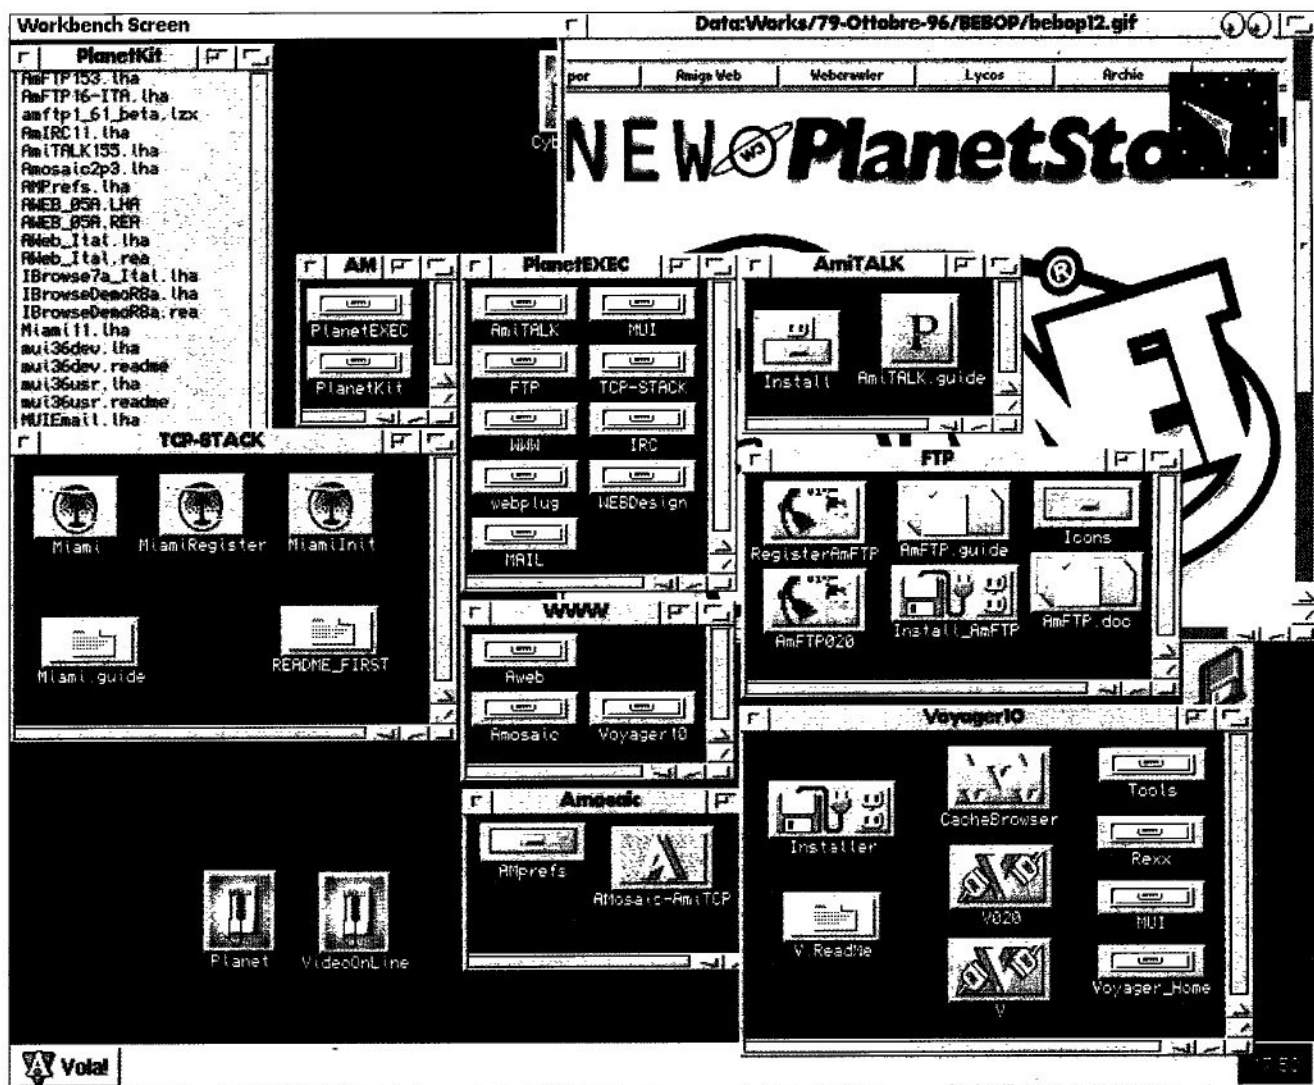 Workbench Screen
Data:Works/79-Ottobre-96/BEBOP/bebop12.gif
PlanetKit
AmFTP153.lha
AmFTP16-ITA.lha
amftp1_61_beta.lzx
AmIRC11.lha
AmiTALK155.lha
Amosaic2p3.lha
AMPrefs.lha
AWEB_05A.LHA
AWEB_05A.REA
AWeb_Ital.lha
AWeb_Ital.rea
IBrowse7a_Ital.lha
IBrowseDemoR8a.lha
IBrowseDemoR8a.rea
Miami11.lha
mui36dev.lha
mui36dev.readme
mui36usr.lha
mui36usr.readme
MUIEmail.lha
por Amiga Web Webcrawler Lycos Archie
Cyb
NEW W3 PlanetSto
®
AM
PlanetEXEC
PlanetKit
PlanetEXEC
AmiTALK MUI
FTP TCP-STACK
WWW IRC
webplug WEBDesign
MAIL
AmiTALK
P
Install AmiTALK.guide
TCP-STACK
Miami MiamiRegister MiamiInit
Miami.guide README_FIRST
FTP
RegisterAmFTP AmFTP.guide Icons
AmFTP020 Install_AmFTP AmFTP.doc
WWW
Aweb
Amosaic Voyager10
Amosaic
A
AMprefs AMosaic-AmiTCP
Voyager10
Installer CacheBrowser Tools
Rexx
V.ReadMe V020 MUI
V Voyager_Home
Planet VideoOnLine
Vola!